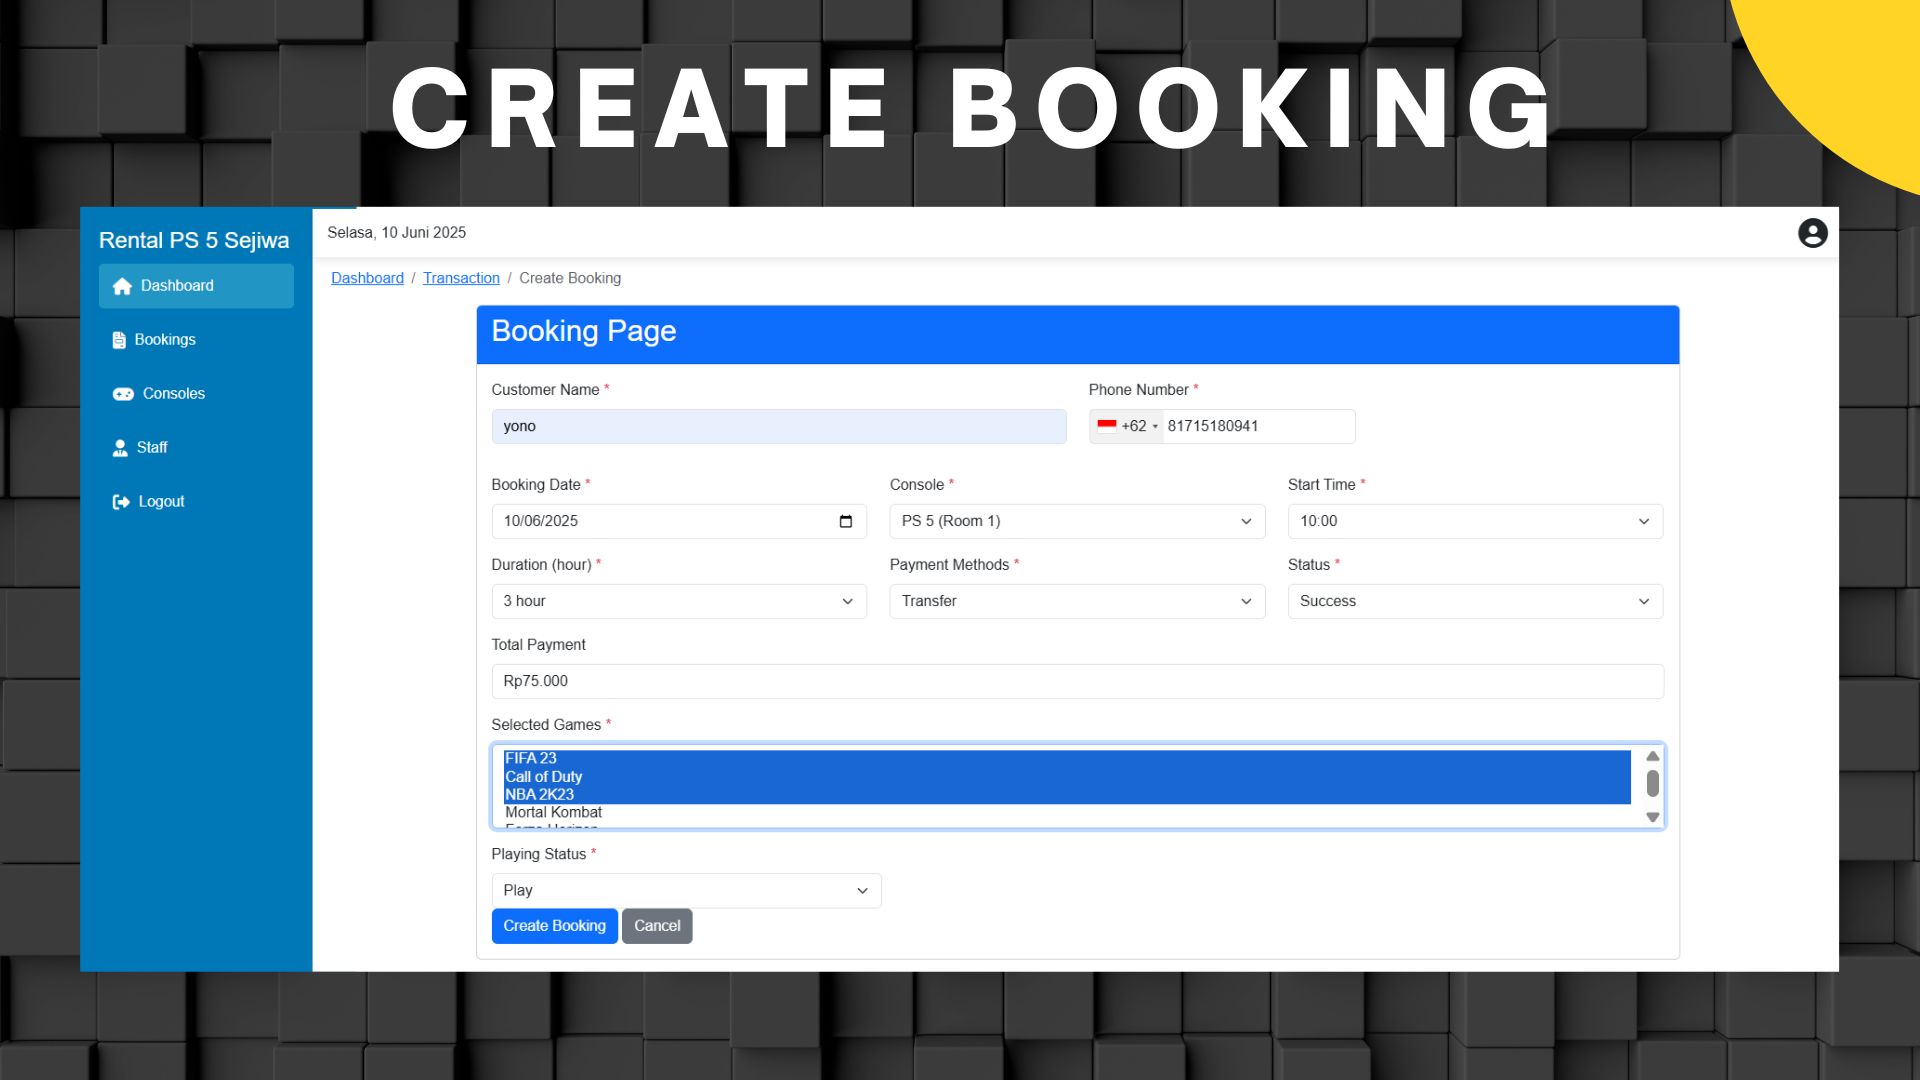 CREATE BOOKING
Rental PS 5 Sejiwa
Dashboard
Bookings
Consoles
Staff
Logout
Selasa, 10 Juni 2025
Dashboard / Transaction / Create Booking
Booking Page
Customer Name * Phone Number *
yono +62 81715180941
Booking Date * Console * Start Time *
10/06/2025 PS 5 (Room 1) 10:00
Duration (hour) * Payment Methods * Status *
3 hour Transfer Success
Total Payment
Rp75.000
Selected Games *
FIFA 23
Call of Duty
NBA 2K23
Mortal Kombat
Forza Horizon
Playing Status *
Play
Create Booking Cancel